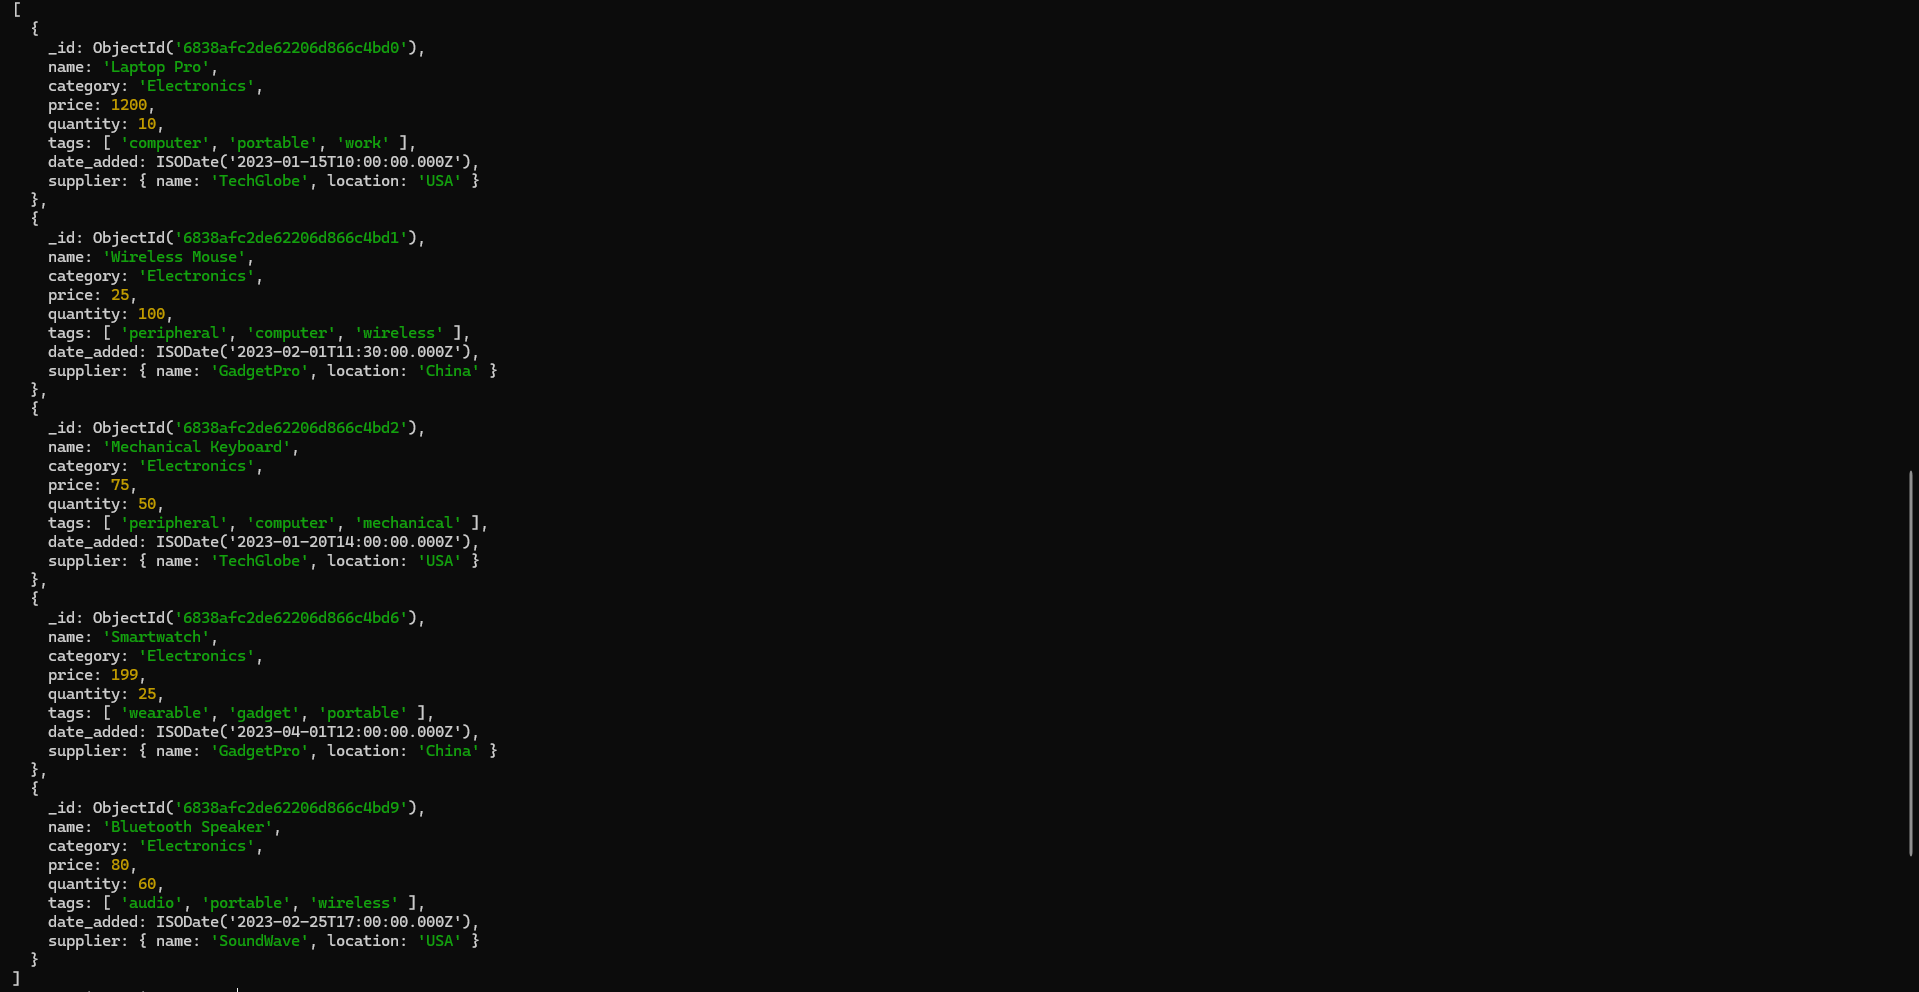 [
  {
    _id: ObjectId('6838afc2de62206d866c4bd0'),
    name: 'Laptop Pro',
    category: 'Electronics',
    price: 1200,
    quantity: 10,
    tags: [ 'computer', 'portable', 'work' ],
    date_added: ISODate('2023-01-15T10:00:00.000Z'),
    supplier: { name: 'TechGlobe', location: 'USA' }
  },
  {
    _id: ObjectId('6838afc2de62206d866c4bd1'),
    name: 'Wireless Mouse',
    category: 'Electronics',
    price: 25,
    quantity: 100,
    tags: [ 'peripheral', 'computer', 'wireless' ],
    date_added: ISODate('2023-02-01T11:30:00.000Z'),
    supplier: { name: 'GadgetPro', location: 'China' }
  },
  {
    _id: ObjectId('6838afc2de62206d866c4bd2'),
    name: 'Mechanical Keyboard',
    category: 'Electronics',
    price: 75,
    quantity: 50,
    tags: [ 'peripheral', 'computer', 'mechanical' ],
    date_added: ISODate('2023-01-20T14:00:00.000Z'),
    supplier: { name: 'TechGlobe', location: 'USA' }
  },
  {
    _id: ObjectId('6838afc2de62206d866c4bd6'),
    name: 'Smartwatch',
    category: 'Electronics',
    price: 199,
    quantity: 25,
    tags: [ 'wearable', 'gadget', 'portable' ],
    date_added: ISODate('2023-04-01T12:00:00.000Z'),
    supplier: { name: 'GadgetPro', location: 'China' }
  },
  {
    _id: ObjectId('6838afc2de62206d866c4bd9'),
    name: 'Bluetooth Speaker',
    category: 'Electronics',
    price: 80,
    quantity: 60,
    tags: [ 'audio', 'portable', 'wireless' ],
    date_added: ISODate('2023-02-25T17:00:00.000Z'),
    supplier: { name: 'SoundWave', location: 'USA' }
  }
]